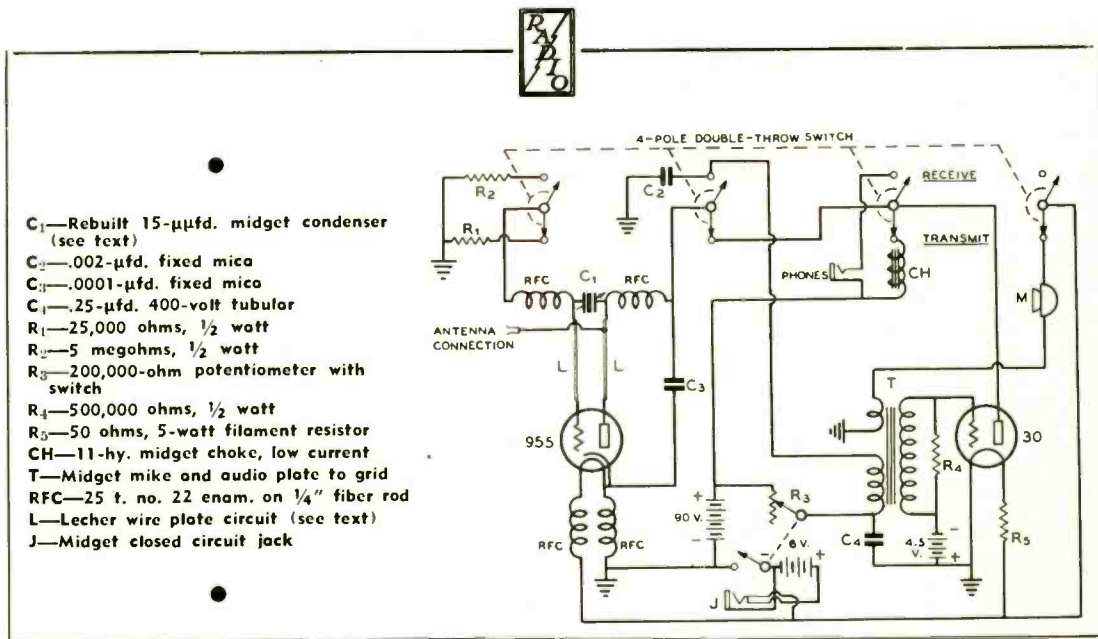 RADIO
C₁—Rebuilt 15-μμfd. midget condenser
(see text)
C₂—.002-μfd. fixed mica
C₃—.0001-μfd. fixed mica
C₄—.25-μfd. 400-volt tubular
R₁—25,000 ohms, ½ watt
R₂—5 megohms, ½ watt
R₃—200,000-ohm potentiometer with
switch
R₄—500,000 ohms, ½ watt
R₅—50 ohms, 5-watt filament resistor
CH—11-hy. midget choke, low current
T—Midget mike and audio plate to grid
RFC—25 t. no. 22 enam. on ¼" fiber rod
L—Lecher wire plate circuit (see text)
J—Midget closed circuit jack
4-POLE DOUBLE-THROW SWITCH
R₂
C₂
RECEIVE
R₁
TRANSMIT
RFC
C₁
RFC
PHONES
CH
M
ANTENNA
CONNECTION
L
L
C₃
T
955
30
R₄
+
90 V.
-
R₃
RFC
RFC
-
6 V.
+
C₄
4.5
V.
-
+
R₅
J